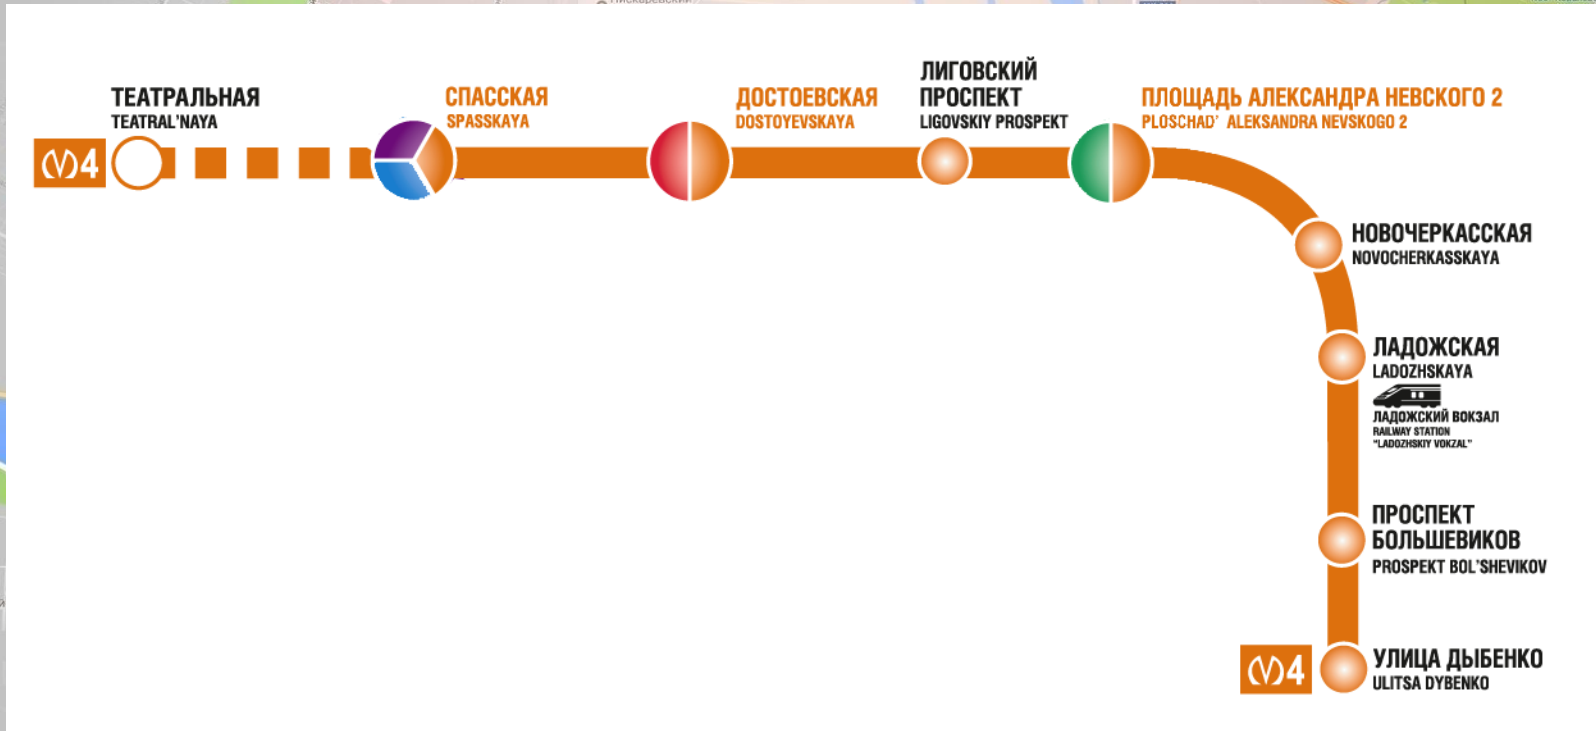 Пискаревский
ТЕАТРАЛЬНАЯ
TEATRAL'NAYA
4
СПАССКАЯ
SPASSKAYA
ДОСТОЕВСКАЯ
DOSTOYEVSKAYA
ЛИГОВСКИЙ
ПРОСПЕКТ
LIGOVSKIY PROSPEKT
ПЛОЩАДЬ АЛЕКСАНДРА НЕВСКОГО 2
PLOSCHAD' ALEKSANDRA NEVSKOGO 2
НОВОЧЕРКАССКАЯ
NOVOCHERKASSKAYA
ЛАДОЖСКАЯ
LADOZHSKAYA
ЛАДОЖСКИЙ ВОКЗАЛ
RAILWAY STATION
"LADOZHSKIY VOKZAL"
ПРОСПЕКТ
БОЛЬШЕВИКОВ
PROSPEKT BOL'SHEVIKOV
4
УЛИЦА ДЫБЕНКО
ULITSA DYBENKO